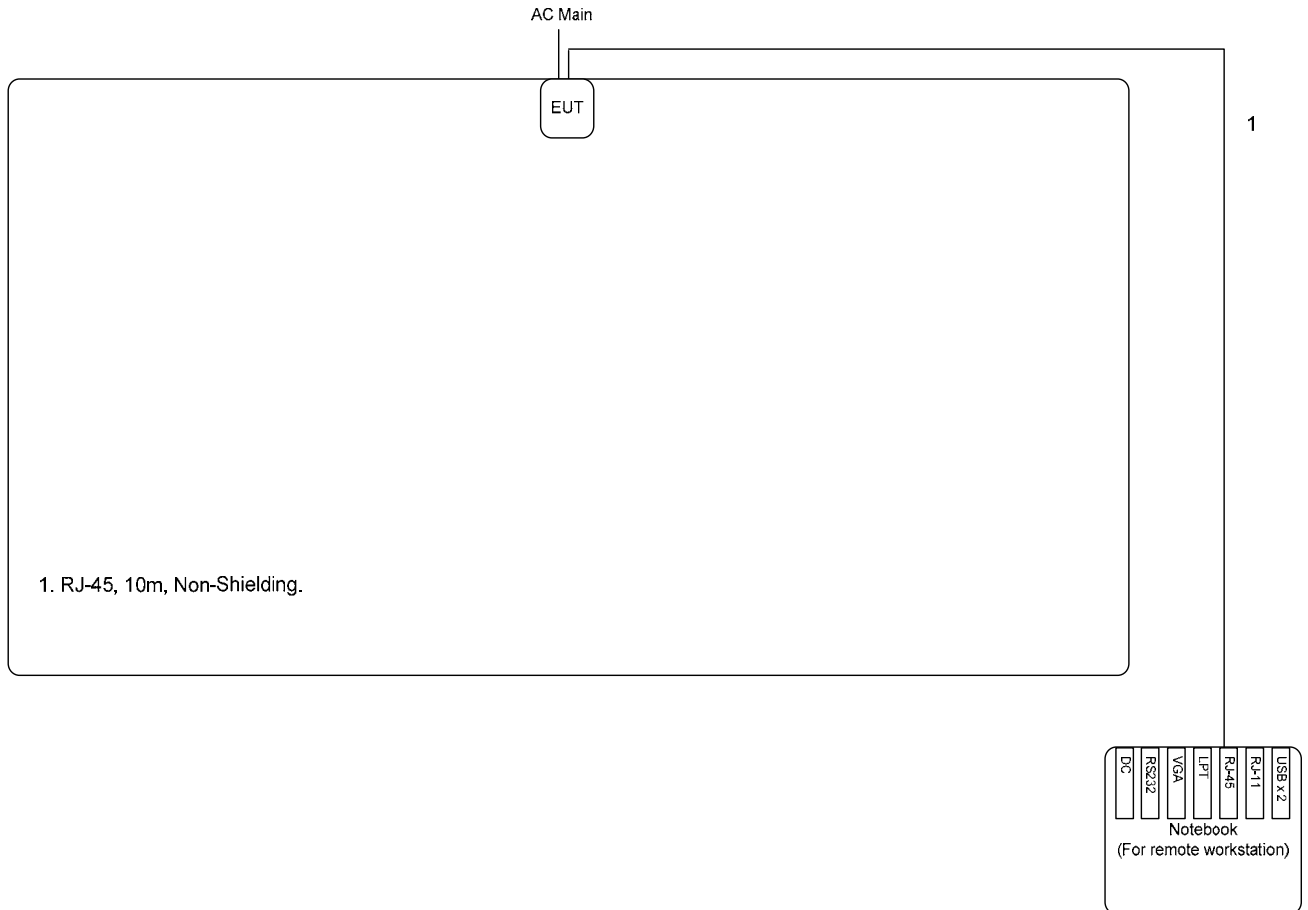 AC Main
EUT
1
1. RJ-45, 10m, Non-Shielding.
DC
RS232
VGA
LPT
RJ-45
RJ-11
USB x 2
Notebook
(For remote workstation)